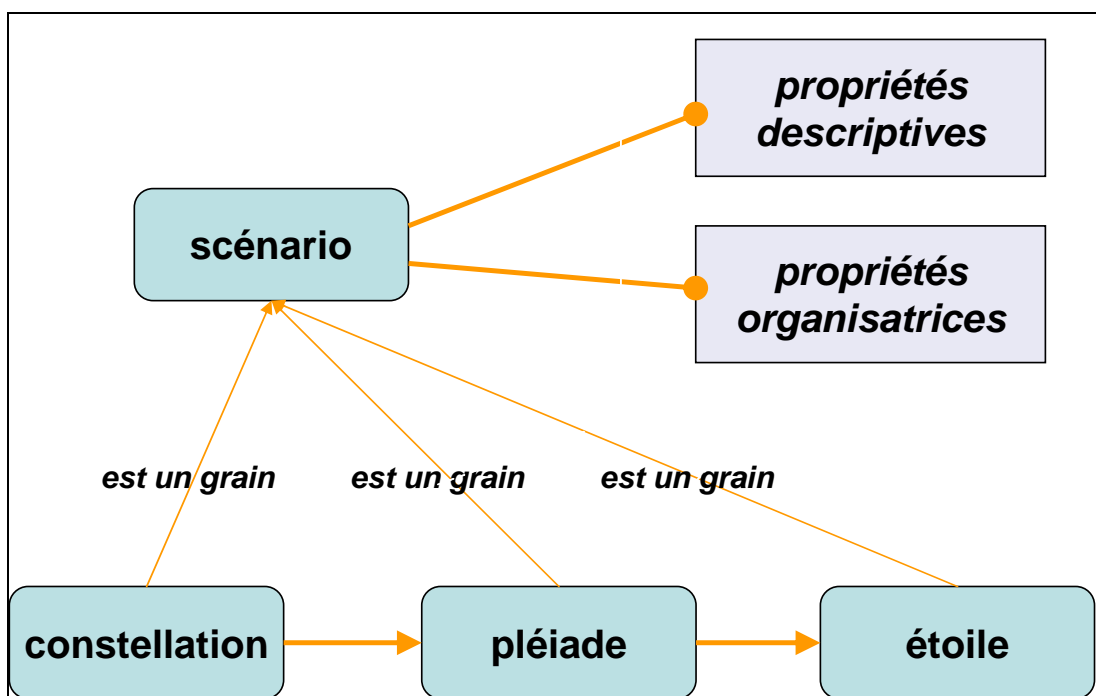 propriétés
descriptives
scénario
propriétés
organisatrices
est un grain
est un grain
est un grain
constellation
pléiade
étoile